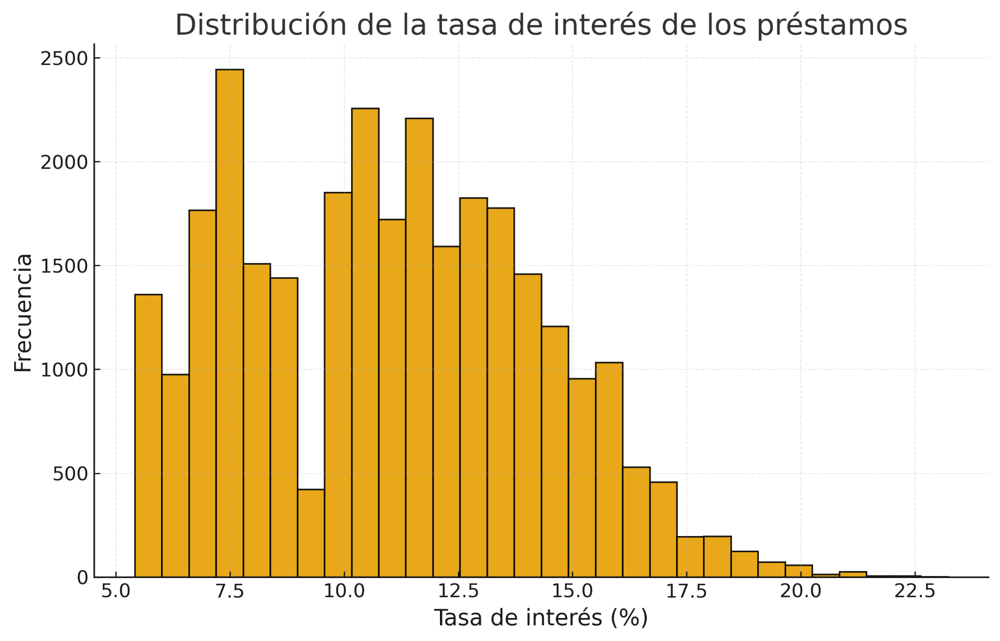 Distribución de la tasa de interés de los préstamos
2500
2000
1500
1000
500
0
Frecuencia
5.0 7.5 10.0 12.5 15.0 17.5 20.0 22.5
Tasa de interés (%)